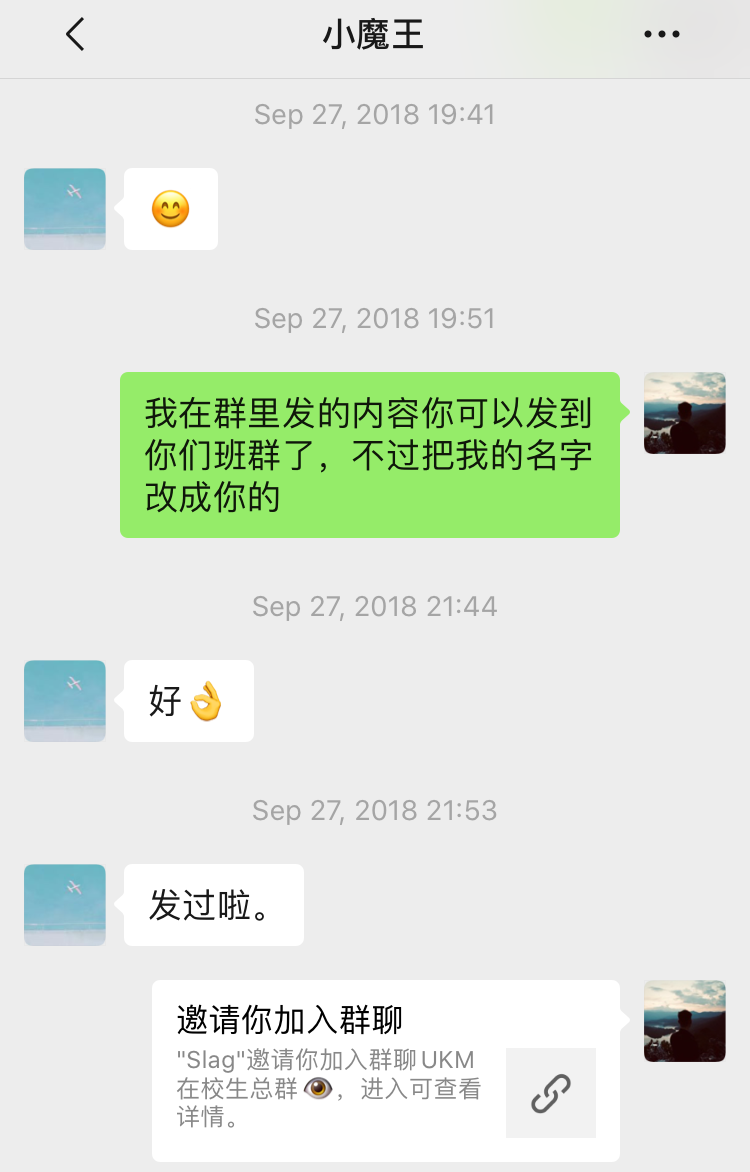 小魔王
Sep 27, 2018 19:41
😊
Sep 27, 2018 19:51
我在群里发的内容你可以发到
你们班群了，不过把我的名字
改成你的
Sep 27, 2018 21:44
好👌
Sep 27, 2018 21:53
发过啦。
邀请你加入群聊
"Slag"邀请你加入群聊UKM
在校生总群👁，进入可查看
详情。